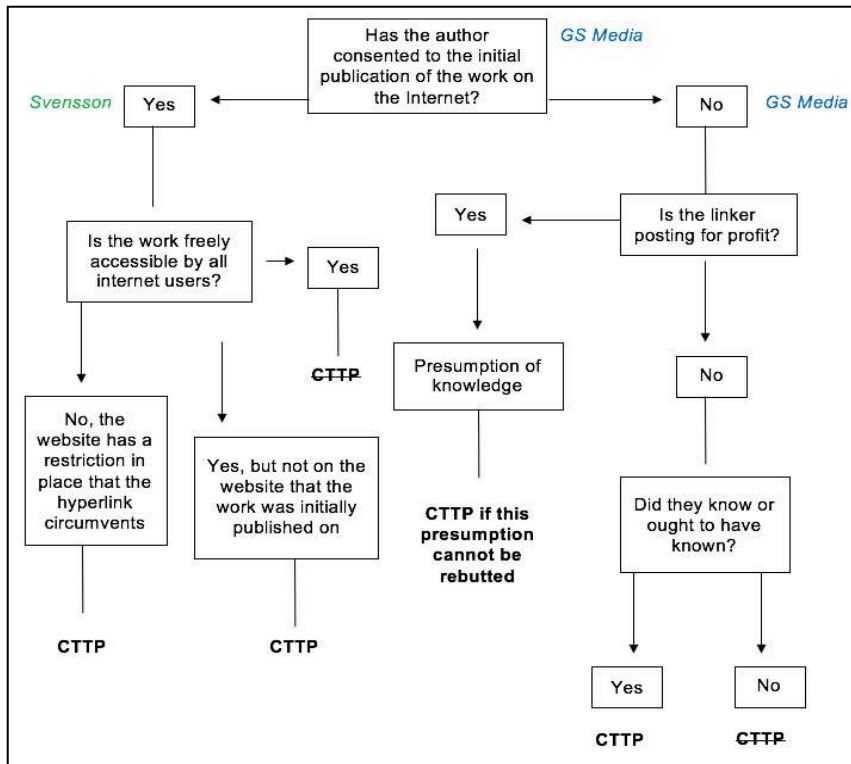 Has the author
consented to the initial
publication of the work on
the Internet?
GS Media
Svensson
Yes
No
GS Media
Yes
Is the linker
posting for profit?
Is the work freely
accessible by all
internet users?
Yes
CTTP
Presumption of
knowledge
No
No, the
website has a
restriction in
place that the
hyperlink
circumvents
Yes, but not on the
website that the
work was initially
published on
CTTP if this
presumption
cannot be
rebutted
Did they know or
ought to have
known?
CTTP
CTTP
Yes
No
CTTP
CTTP